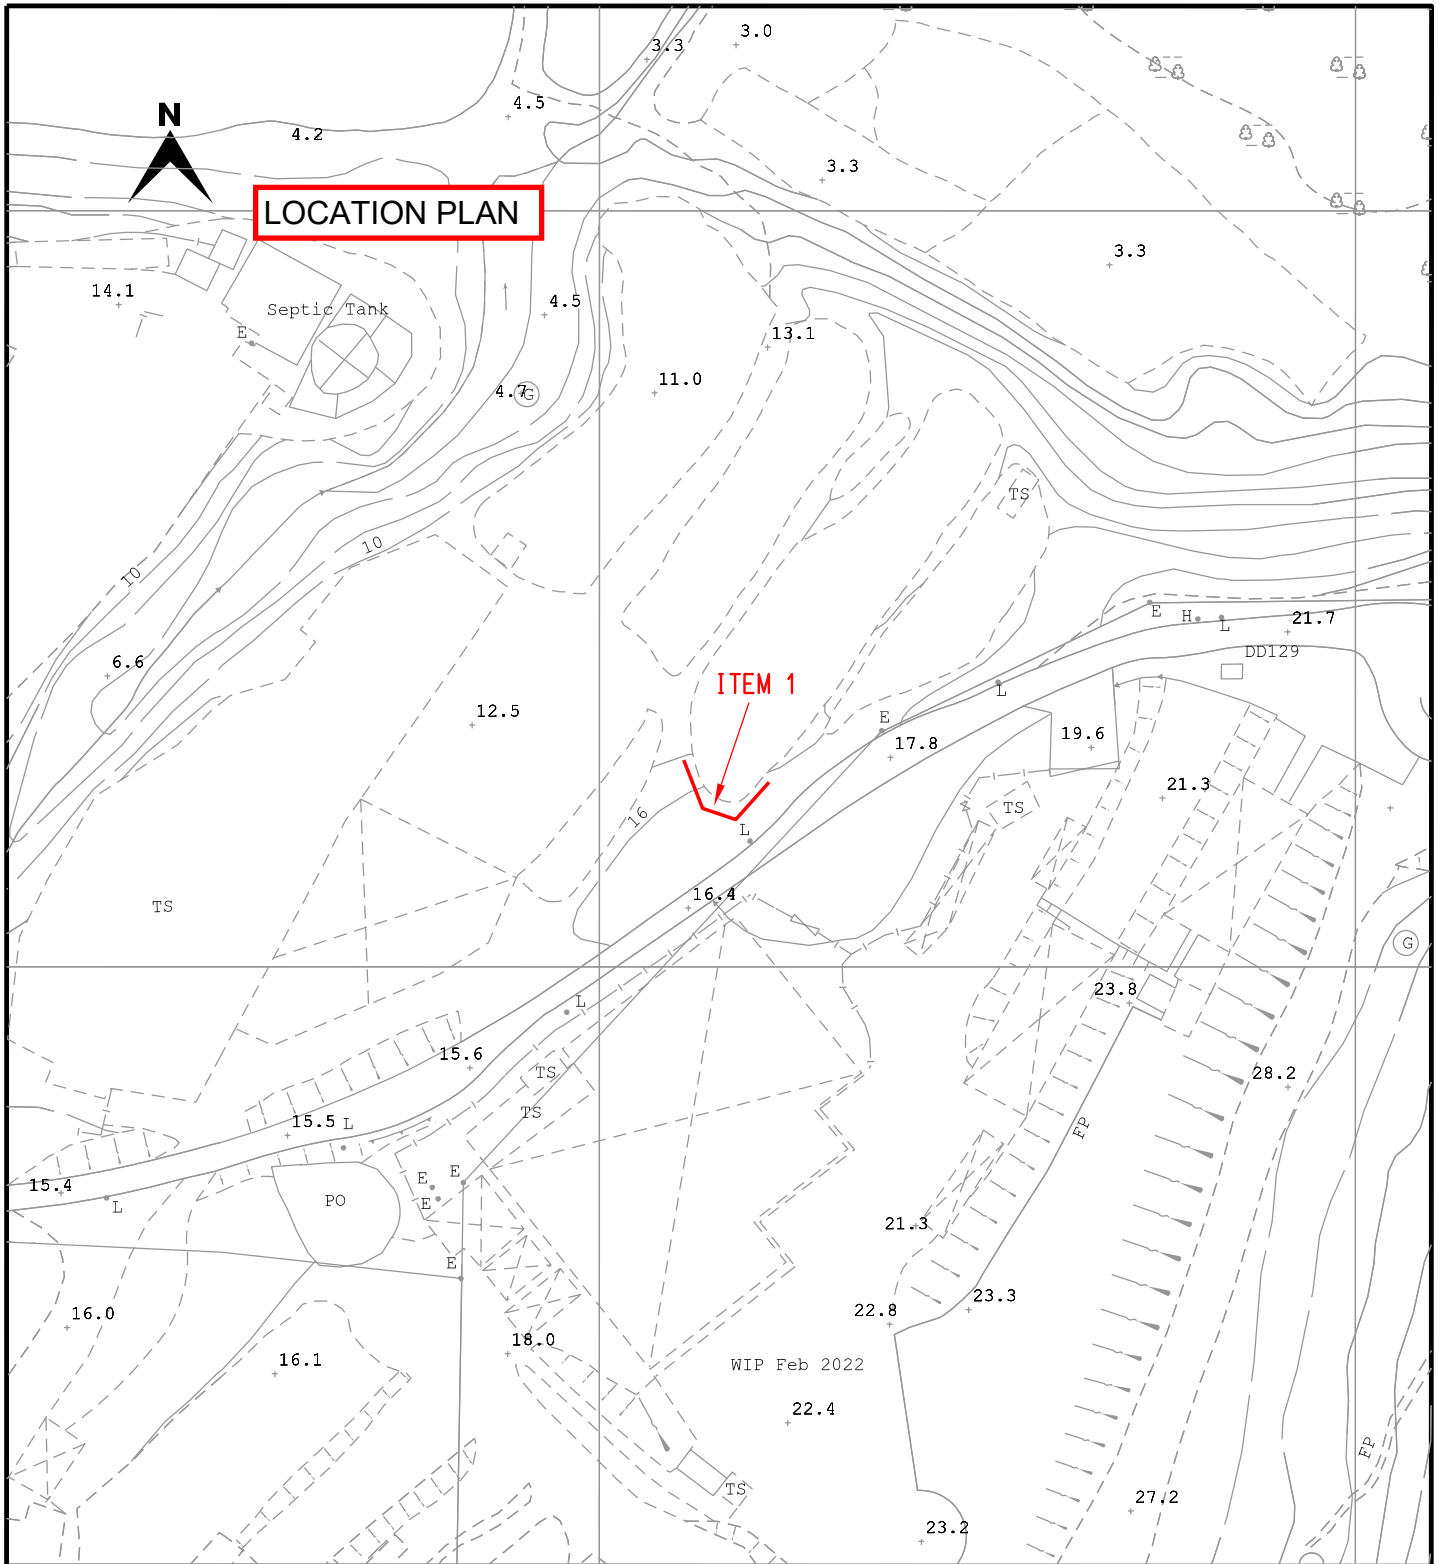 3.0
3.3
4.5
N
4.2
3.3
LOCATION PLAN
3.3
14.1
Septic Tank
4.5
E
13.1
11.0
4.7
G
TS
10
10
E
H
L
21.7
DD129
6.6
ITEM 1
L
12.5
E
17.8
19.6
21.3
TS
16
L
16.4
TS
G
23.8
L
15.6
TS
28.2
TS
15.5
L
FP
E
E
15.4
L
PO
E
21.3
E
23.3
16.0
22.8
18.0
WIP Feb 2022
16.1
22.4
FP
TS
27.2
23.2